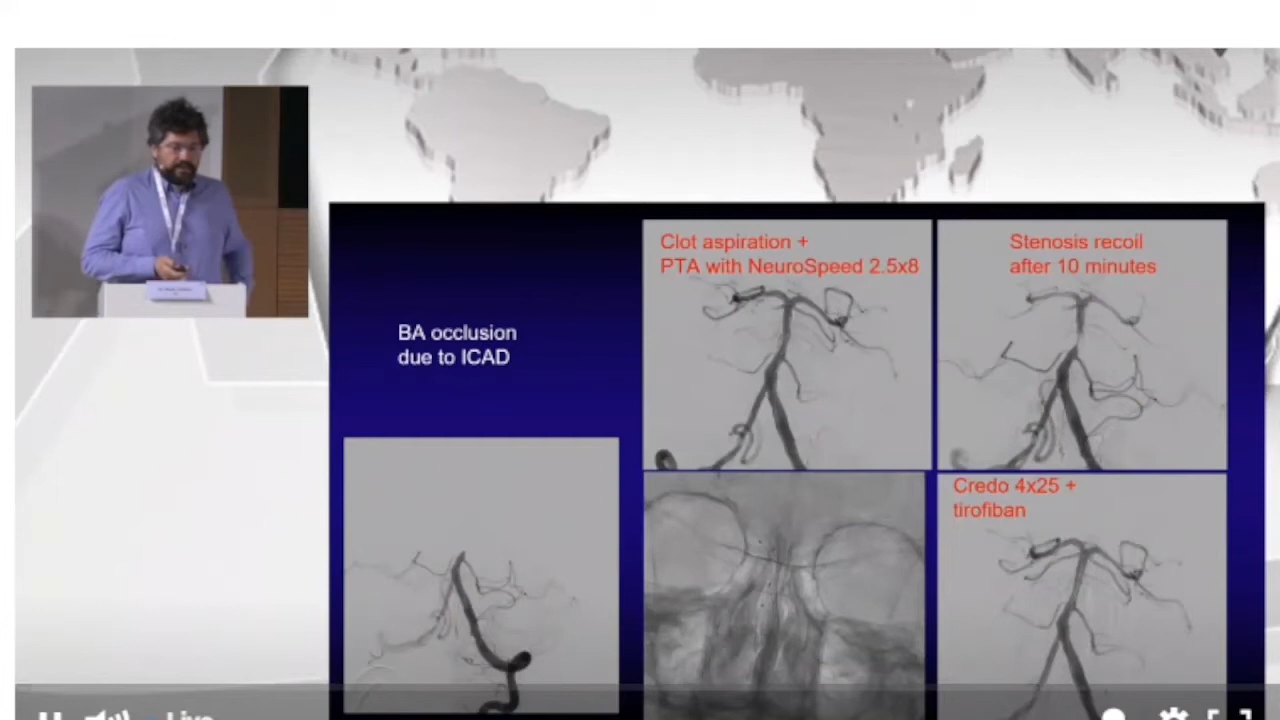 BA occlusion
due to ICAD
Clot aspiration +
PTA with NeuroSpeed 2.5x8
Stenosis recoil
after 10 minutes
Credo 4x25 +
tirofiban
Live